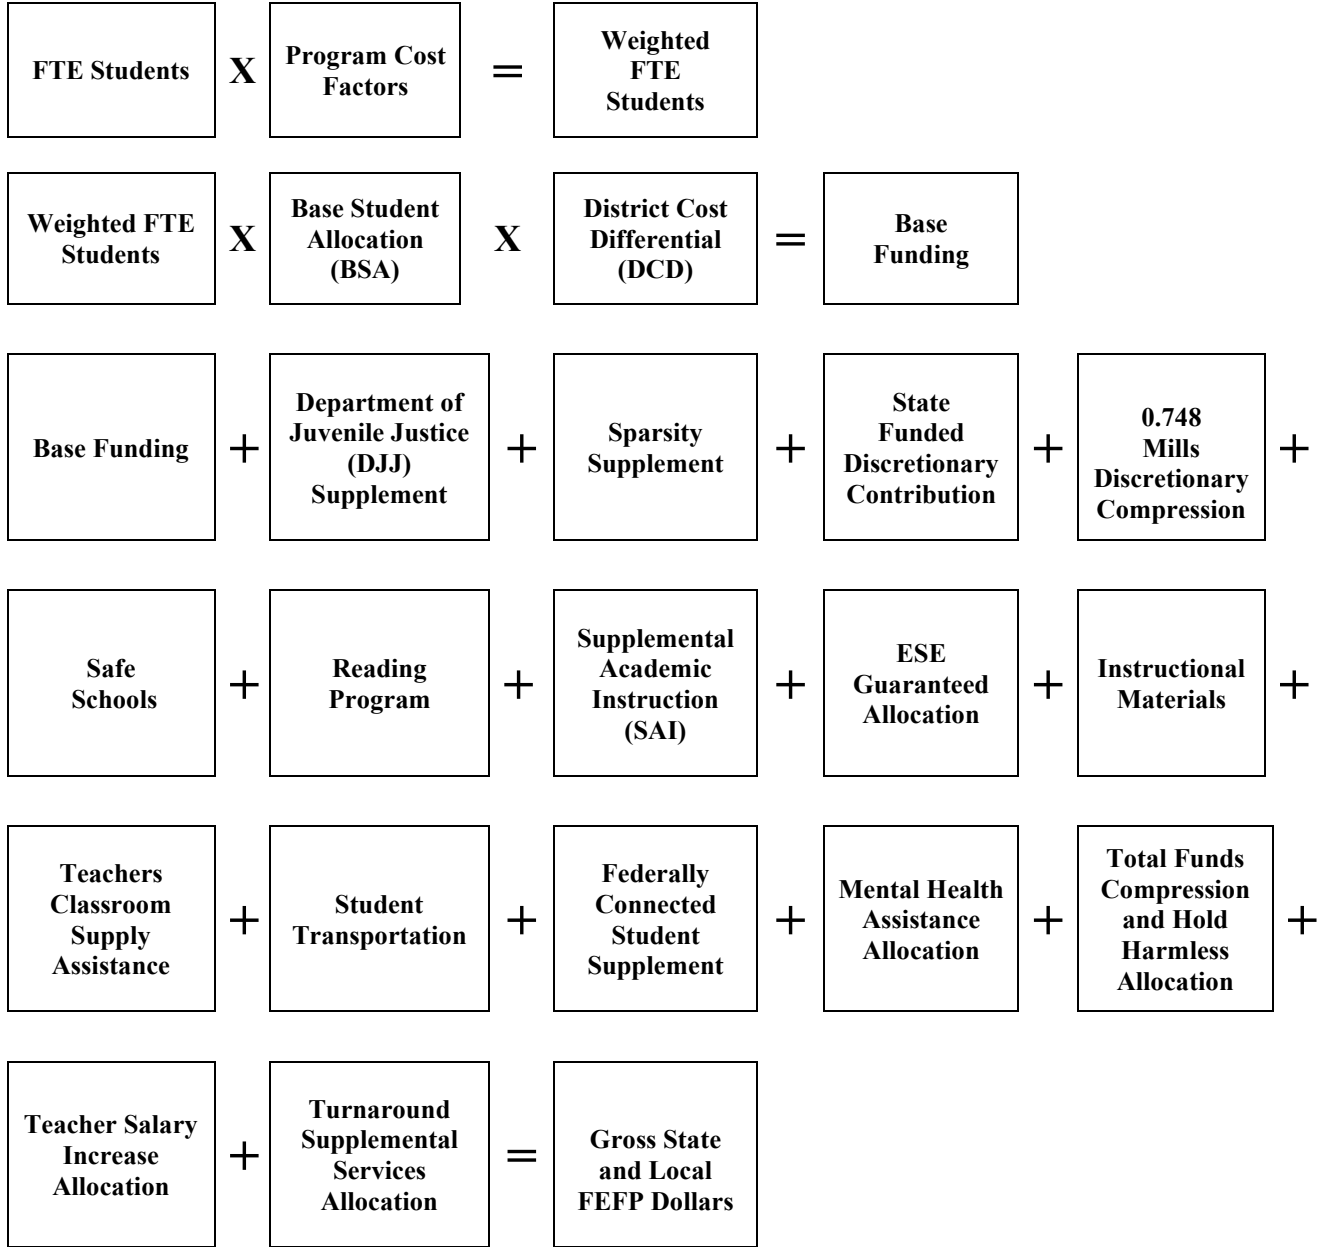 FTE Students
X
Program Cost
Factors
=
Weighted
FTE
Students
Weighted FTE
Students
X
Base Student
Allocation
(BSA)
X
District Cost
Differential
(DCD)
=
Base
Funding
Base Funding
+
Department of
Juvenile Justice
(DJJ)
Supplement
+
Sparsity
Supplement
+
State
Funded
Discretionary
Contribution
+
0.748
Mills
Discretionary
Compression
+
Safe
Schools
+
Reading
Program
+
Supplemental
Academic
Instruction
(SAI)
+
ESE
Guaranteed
Allocation
+
Instructional
Materials
+
Teachers
Classroom
Supply
Assistance
+
Student
Transportation
+
Federally
Connected
Student
Supplement
+
Mental Health
Assistance
Allocation
+
Total Funds
Compression
and Hold
Harmless
Allocation
+
Teacher Salary
Increase
Allocation
+
Turnaround
Supplemental
Services
Allocation
=
Gross State
and Local
FEFP Dollars